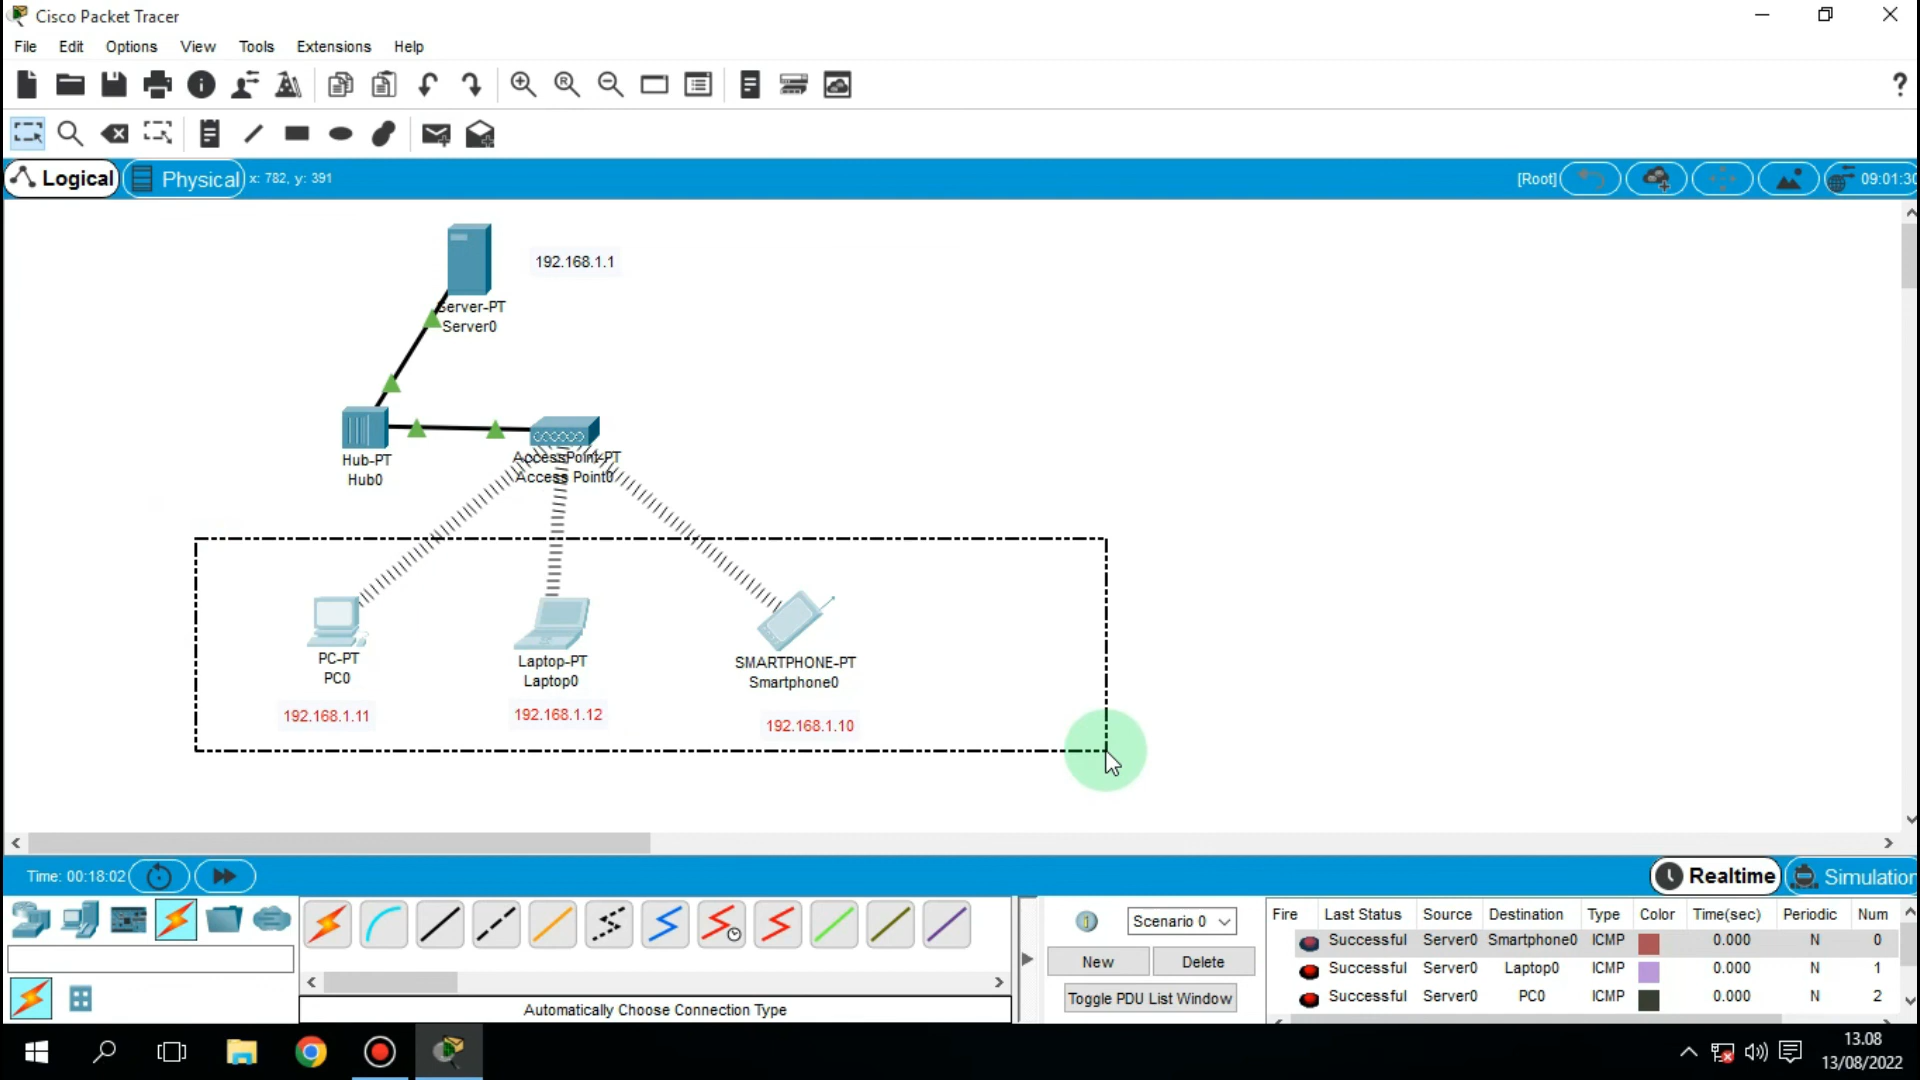 Cisco Packet Tracer
File Edit Options View Tools Extensions Help
Logical Physical x: 782, y: 391 [Root] 09:01:30
192.168.1.1
Server-PT
Server0
Hub-PT
Hub0
AccessPoint-PT
Access Point0
PC-PT
PC0
Laptop-PT
Laptop0
SMARTPHONE-PT
Smartphone0
192.168.1.11
192.168.1.12
192.168.1.10
Time: 00:18:02 Realtime Simulation
Scenario 0
New Delete
Toggle PDU List Window
Automatically Choose Connection Type
Fire Last Status Source Destination Type Color Time(sec) Periodic Num
Successful Server0 Smartphone0 ICMP 0.000 N 0
Successful Server0 Laptop0 ICMP 0.000 N 1
Successful Server0 PC0 ICMP 0.000 N 2
13.08
13/08/2022